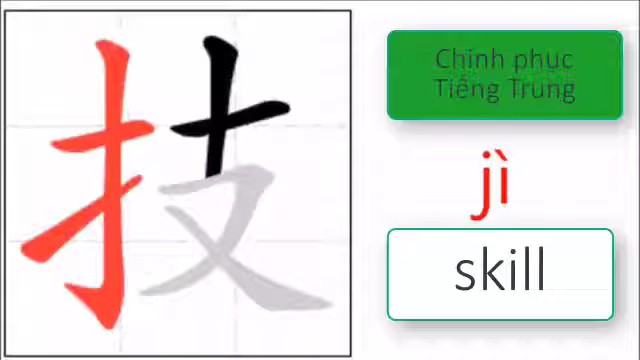 技
Chinh phục
Tiếng Trung
jì
skill